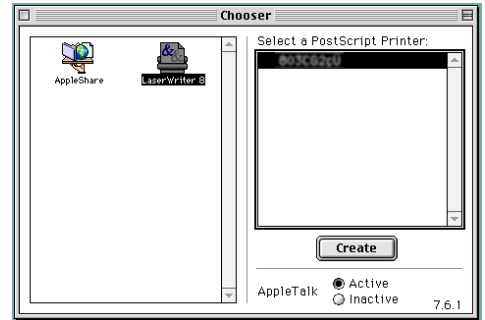 Chooser
AppleShare
LaserWriter 8
Select a PostScript Printer:
Create
AppleTalk
Active
Inactive
7.6.1